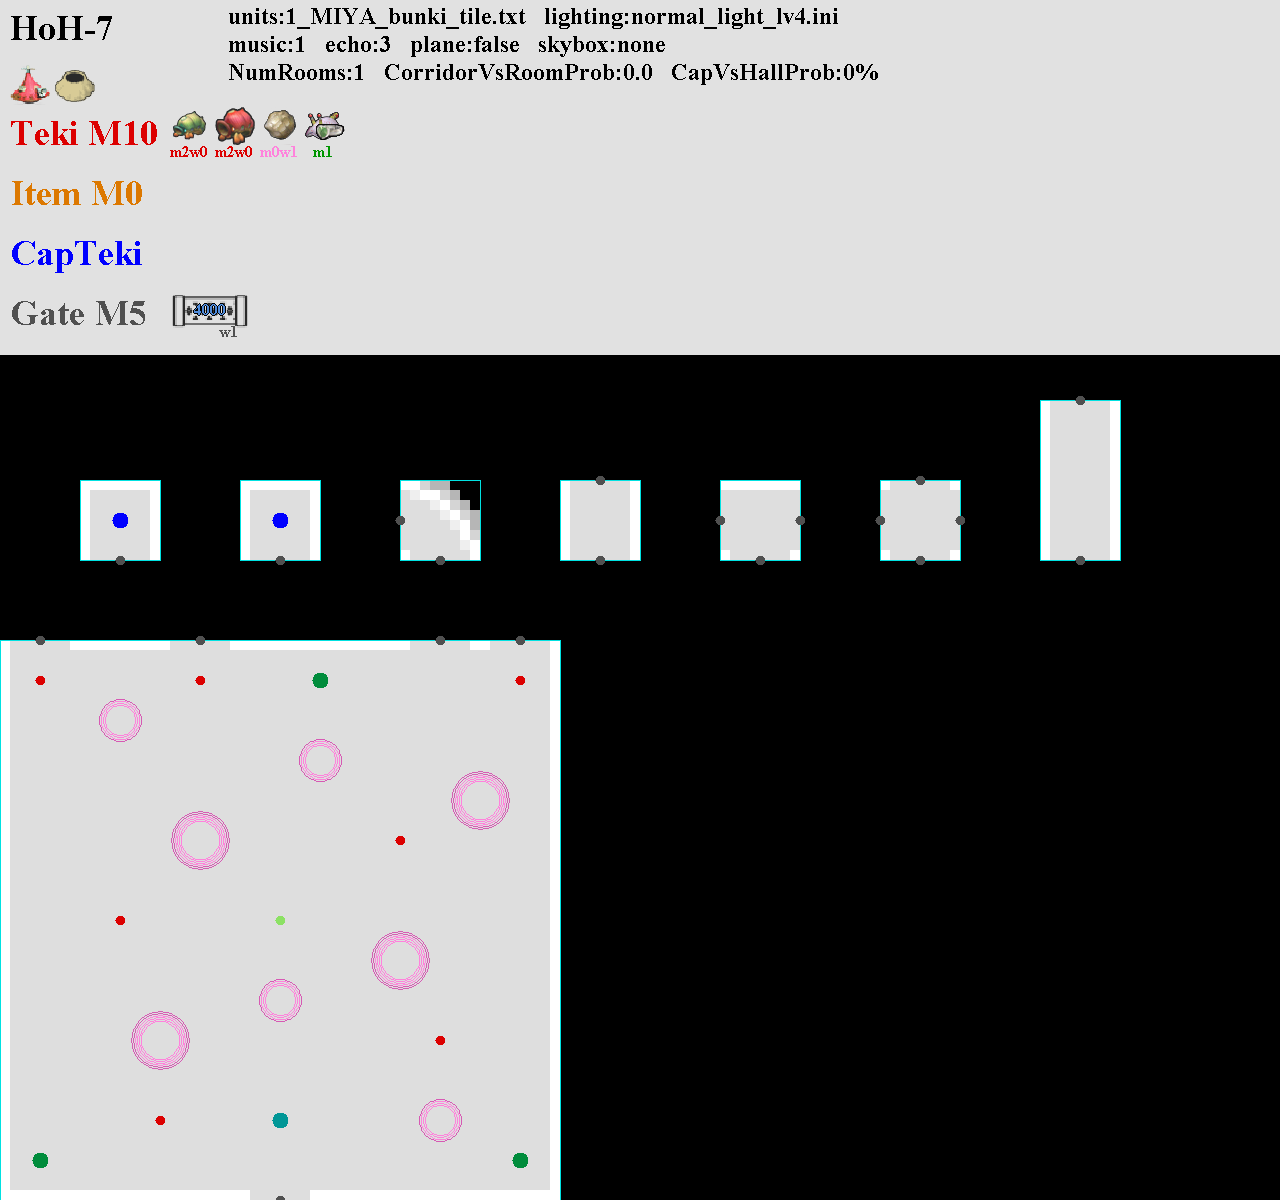 HoH-7
units:1_MIYA_bunki_tile.txt lighting:normal_light_lv4.ini
music:1 echo:3 plane:false skybox:none
NumRooms:1 CorridorVsRoomProb:0.0 CapVsHallProb:0%
Teki M10
m2w0 m2w0 m0w1 m1
Item M0
CapTeki
Gate M5
4000
w1